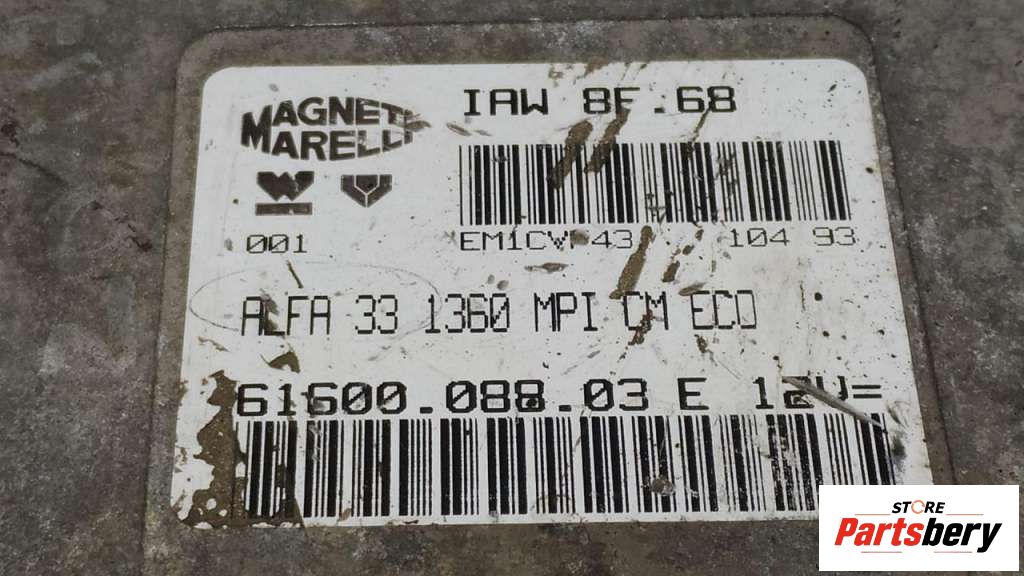 MAGNETI
MARELLI
IAW 8F.68
001
EM1CV 43 104 93
ALFA 33 1360 MPI CM ECO
61600.088.03 E 12V=
STORE
Partsbery